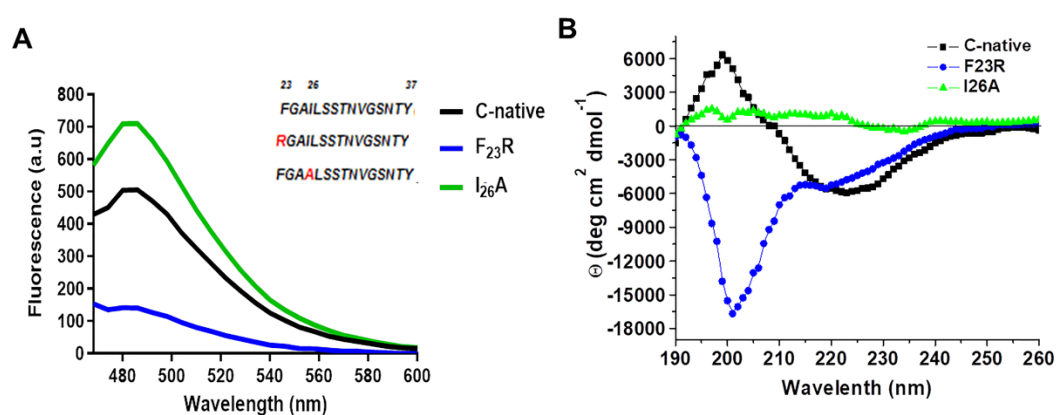 A
23 26 37
FGAILSSTNVGSNTY
RGAILSSTNVGSNTY
FGAALSSTNVGSNTY
C-native
F23R
I26A
Fluorescence (a.u)
800
700
600
500
400
300
200
100
0
480 500 520 540 560 580 600
Wavelength (nm)
B
C-native
F23R
I26A
Θ (deg cm2 dmol-1)
6000
3000
0
-3000
-6000
-9000
-12000
-15000
-18000
190 200 210 220 230 240 250 260
Wavelenth (nm)